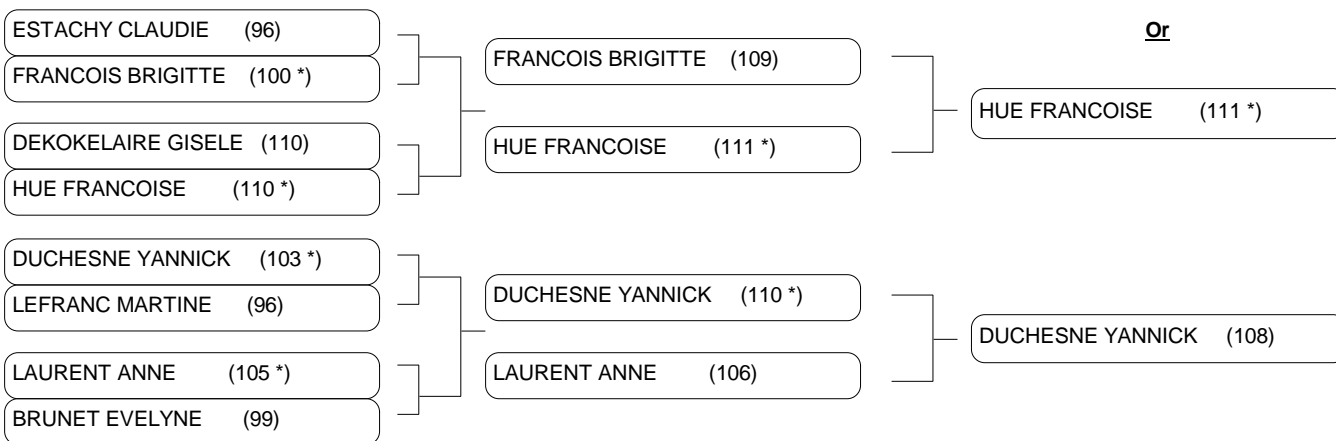 ESTACHY CLAUDIE (96)
FRANCOIS BRIGITTE (100 *)
DEKOKELAIRE GISELE (110)
HUE FRANCOISE (110 *)
DUCHESNE YANNICK (103 *)
LEFRANC MARTINE (96)
LAURENT ANNE (105 *)
BRUNET EVELYNE (99)
FRANCOIS BRIGITTE (109)
HUE FRANCOISE (111 *)
DUCHESNE YANNICK (110 *)
LAURENT ANNE (106)
Or
HUE FRANCOISE (111 *)
DUCHESNE YANNICK (108)